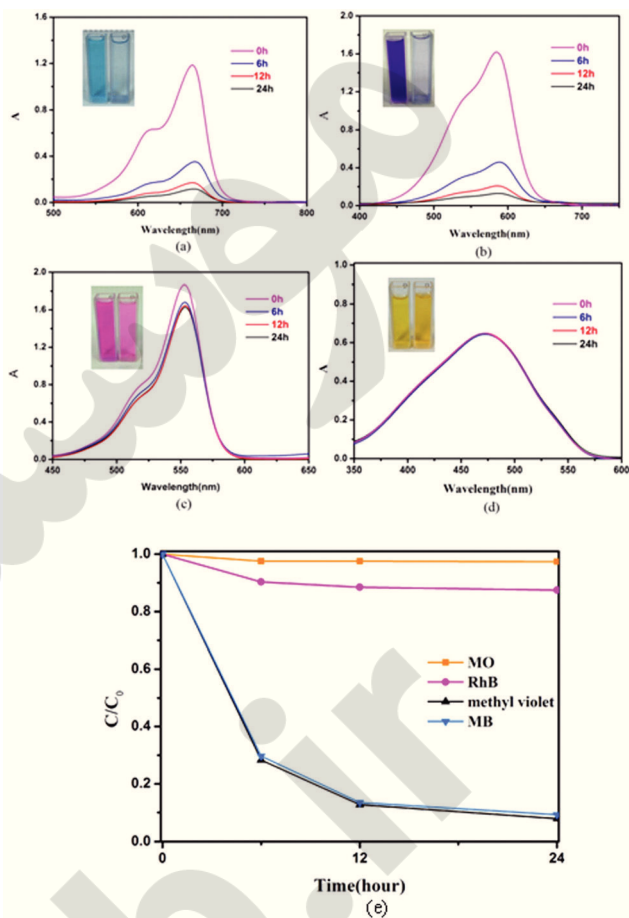 1.6
1.2
0.8
0.4
0.0
A
0h
6h
12h
24h
500 600 700 800
Wavelength(nm)
(a)
2.0
1.6
1.2
0.8
0.4
0.0
A
0h
6h
12h
24h
400 500 600 700
Wavelength(nm)
(b)
2.0
1.6
1.2
0.8
0.4
0.0
A
0h
6h
12h
24h
450 500 550 600 650
Wavelength(nm)
(c)
1.0
0.8
0.6
0.4
0.2
0.0
A
0h
6h
12h
24h
350 400 450 500 550 600
Wavelength(nm)
(d)
1.0
0.8
0.6
0.4
0.2
0.0
C/C₀
MO
RhB
methyl violet
MB
0 12 24
Time(hour)
(e)